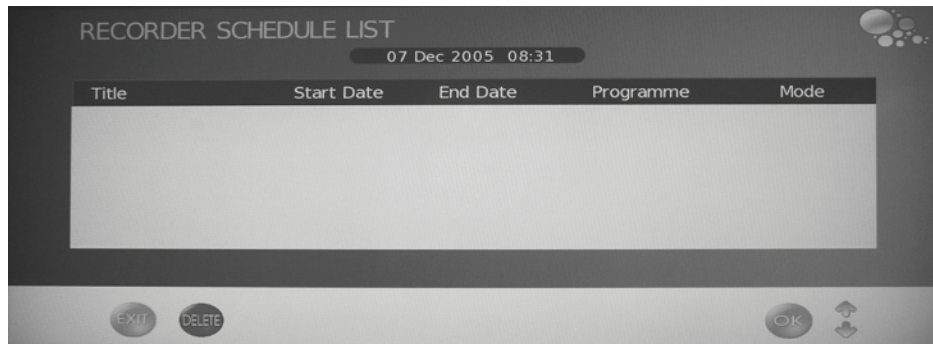 RECORDER SCHEDULE LIST
07 Dec 2005 08:31
Title Start Date End Date Programme Mode
EXIT DELETE OK